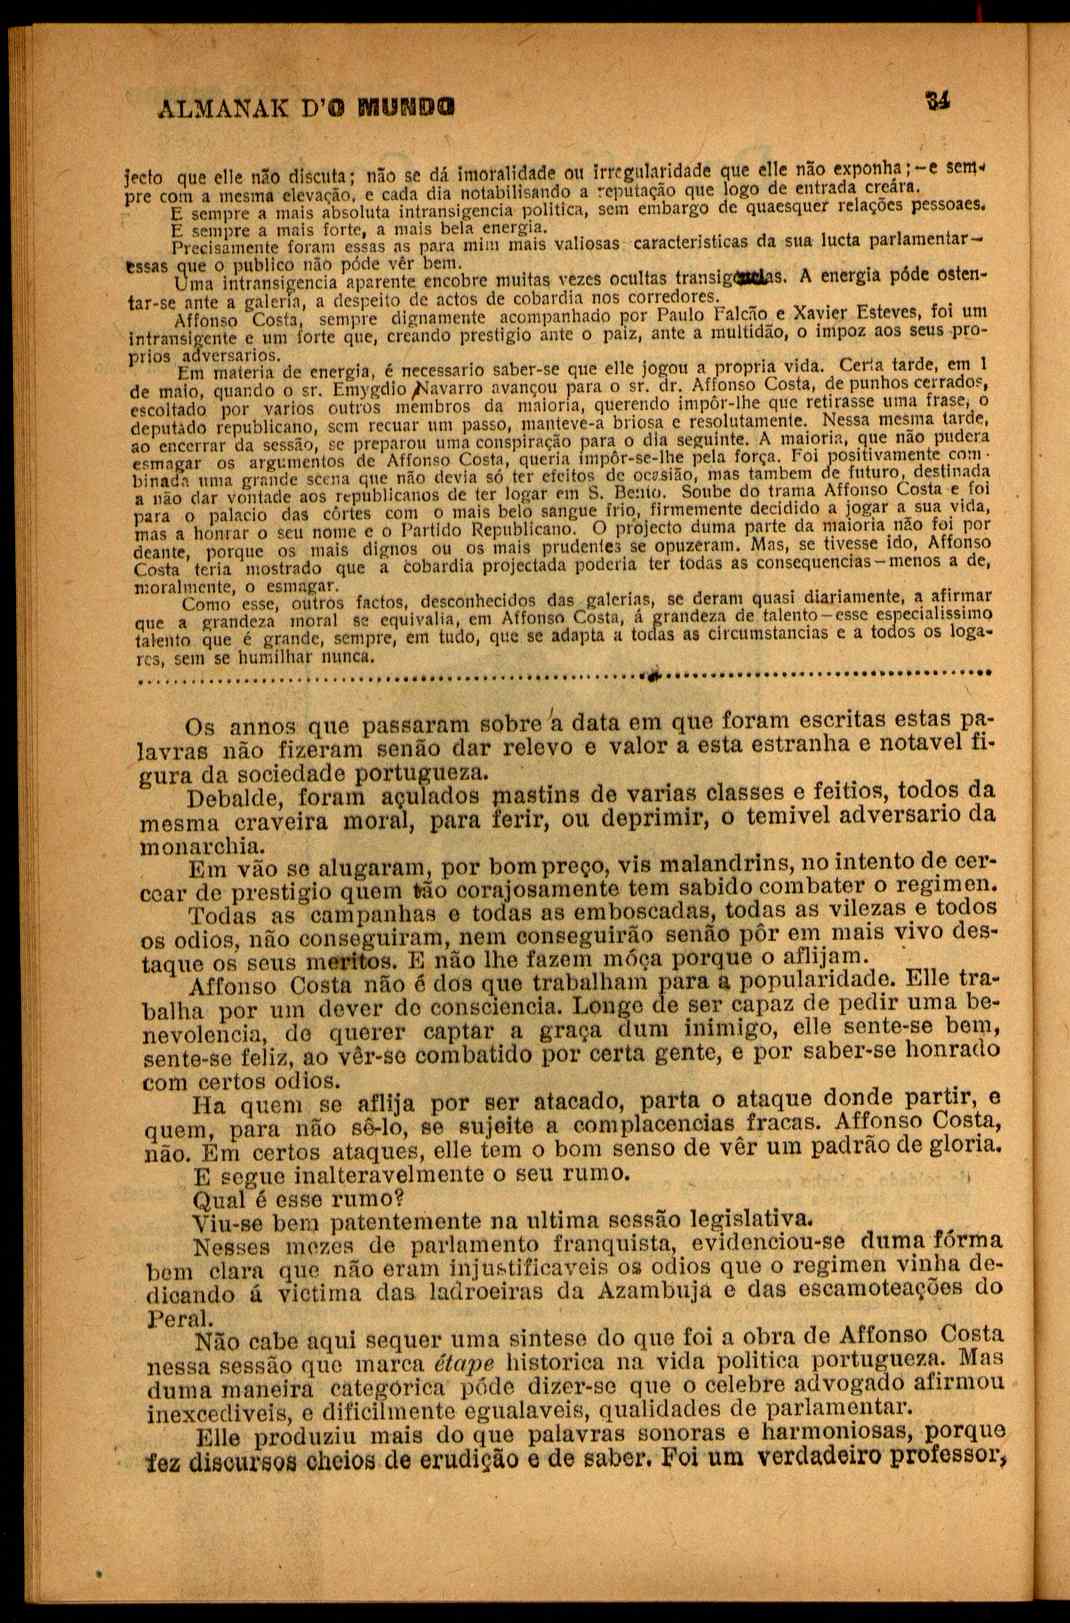 ALMANAK D'O MUNDO
34
jecto que elle não discuta; não se dá imoralidade ou irregularidade que elle não exponha;—e sem-
pre com a mesma elevação, e cada dia notabilisando a reputação que logo de entrada creára.
E sempre a mais absoluta intransigencia politica, sem embargo de quaesquer relações pessoaes.
E sempre a mais forte, a mais bela energia.
Precisamente foram essas as para mim mais valiosas caracteristicas da sua lucta parlamentar—
essas que o publico não póde vêr bem.
Uma intransigencia aparente encobre muitas vezes ocultas transigencias. A energia póde osten-
tar-se ante a galeria, a despeito de actos de cobardia nos corredores.
Affonso Costa, sempre dignamente acompanhado por Paulo Falcão e Xavier Esteves, foi um
intransigente e um forte que, creando prestigio ante o paiz, ante a multidão, o impoz aos seus pro-
prios adversarios.
Em materia de energia, é necessario saber-se que elle jogou a propria vida. Certa tarde, em 1
de maio, quando o sr. Emygdio Navarro avançou para o sr. dr. Affonso Costa, de punhos cerrados,
escoltado por varios outros membros da maioria, querendo impôr-lhe que retirasse uma frase, o
deputado republicano, sem recuar um passo, manteve-a briosa e resolutamente. Nessa mesma tarde,
ao encerrar da sessão, se preparou uma conspiração para o dia seguinte. A maioria, que não pudera
esmagar os argumentos de Affonso Costa, queria impôr-se-lhe pela força. Foi positivamente com-
binada uma grande scena que não devia só ter efeitos de ocasião, mas tambem de futuro, destinada
a não dar vontade aos republicanos de ter logar em S. Bento. Soube do trama Affonso Costa e foi
para o palacio das côrtes com o mais belo sangue frio, firmemente decidido a jogar a sua vida,
mas a honrar o seu nome e o Partido Republicano. O projecto duma parte da maioria não foi por
deante, porque os mais dignos ou os mais prudentes se opuzeram. Mas, se tivesse ido, Affonso
Costa teria mostrado que a cobardia projectada poderia ter todas as consequencias—menos a de,
moralmente, o esmagar.
Como esse, outros factos, desconhecidos das galerias, se deram quasi diariamente, a afirmar
que a grandeza moral se equivalia, em Affonso Costa, á grandeza de talento—esse especialissimo
talento que é grande, sempre, em tudo, que se adapta a todas as circumstancias e a todos os loga-
res, sem se humilhar nunca.
Os annos que passaram sobre a data em que foram escritas estas pa-
lavras não fizeram senão dar relevo e valor a esta estranha e notavel fi-
gura da sociedade portugueza.
Debalde, foram açulados mastins de varias classes e feitios, todos da
mesma craveira moral, para ferir, ou deprimir, o temivel adversario da
monarchia.
Em vão se alugaram, por bom preço, vis malandrins, no intento de cer-
cear de prestigio quem tão corajosamente tem sabido combater o regimen.
Todas as campanhas e todas as emboscadas, todas as vilezas e todos
os odios, não conseguiram, nem conseguirão senão pôr em mais vivo des-
taque os seus meritos. E não lhe fazem móça porque o aflijam.
Affonso Costa não é dos que trabalham para a popularidade. Elle tra-
balha por um dever de consciencia. Longe de ser capaz de pedir uma be-
nevolencia, de querer captar a graça dum inimigo, elle sente-se bem,
sente-se feliz, ao vêr-se combatido por certa gente, e por saber-se honrado
com certos odios.
Ha quem se aflija por ser atacado, parta o ataque donde partir, e
quem, para não sê-lo, se sujeite a complacencias fracas. Affonso Costa,
não. Em certos ataques, elle tem o bom senso de vêr um padrão de gloria.
E segue inalteravelmente o seu rumo.
Qual é esse rumo?
Viu-se bem patentemente na ultima sessão legislativa.
Nesses mezes de parlamento franquista, evidenciou-se duma fórma
bem clara que não eram injustificaveis os odios que o regimen vinha de-
dicando á victima das ladroeiras da Azambuja e das escamoteações do
Peral.
Não cabe aqui sequer uma sintese do que foi a obra de Affonso Costa
nessa sessão que marca étape historica na vida politica portugueza. Mas
duma maneira categorica póde dizer-se que o celebre advogado afirmou
inexcediveis, e dificilmente egualaveis, qualidades de parlamentar.
Elle produziu mais do que palavras sonoras e harmoniosas, porque
fez discursos cheios de erudição e de saber. Foi um verdadeiro professor,